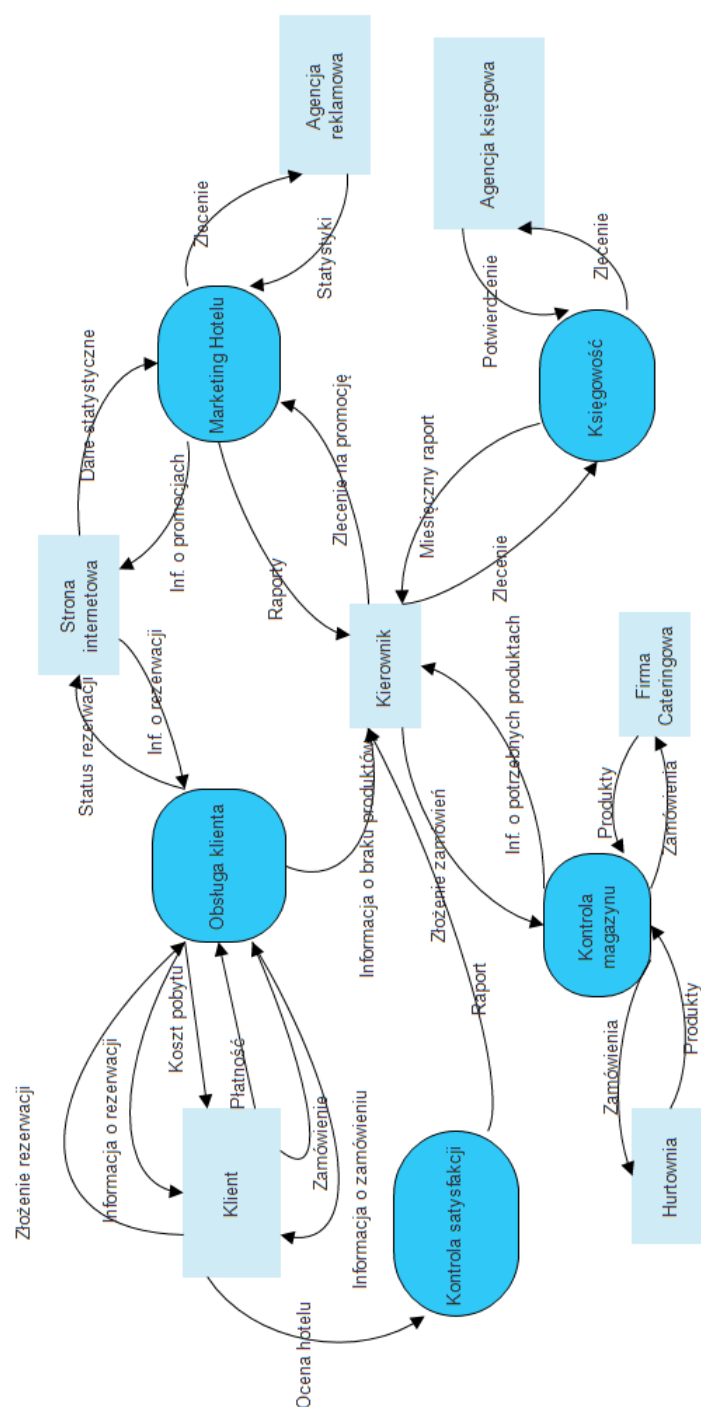 Złożenie rezerwacji
Informacja o rezerwacji
Koszt pobytu
Płatność
Zamówienie
Informacja o zamówieniu
Klient
Ocena hotelu
Kontrola satysfakcji
Raport
Obsługa klienta
Status rezerwacji
Inf. o rezerwacji
Strona
internetowa
Dane statystyczne
Inf. o promocjach
Marketing Hotelu
Zlecenie
Statystyki
Agencja
reklamowa
Raporty
Zlecenie na promocję
Kierownik
Informacja o braku produktów
Złożenie zamówień
Inf. o potrzebnych produktach
Miesięczny raport
Zlecenie
Księgowość
Potwierdzenie
Zlecenie
Agencja księgowa
Kontrola
magazynu
Produkty
Zamówienia
Firma
Cateringowa
Zamówienia
Produkty
Hurtownia